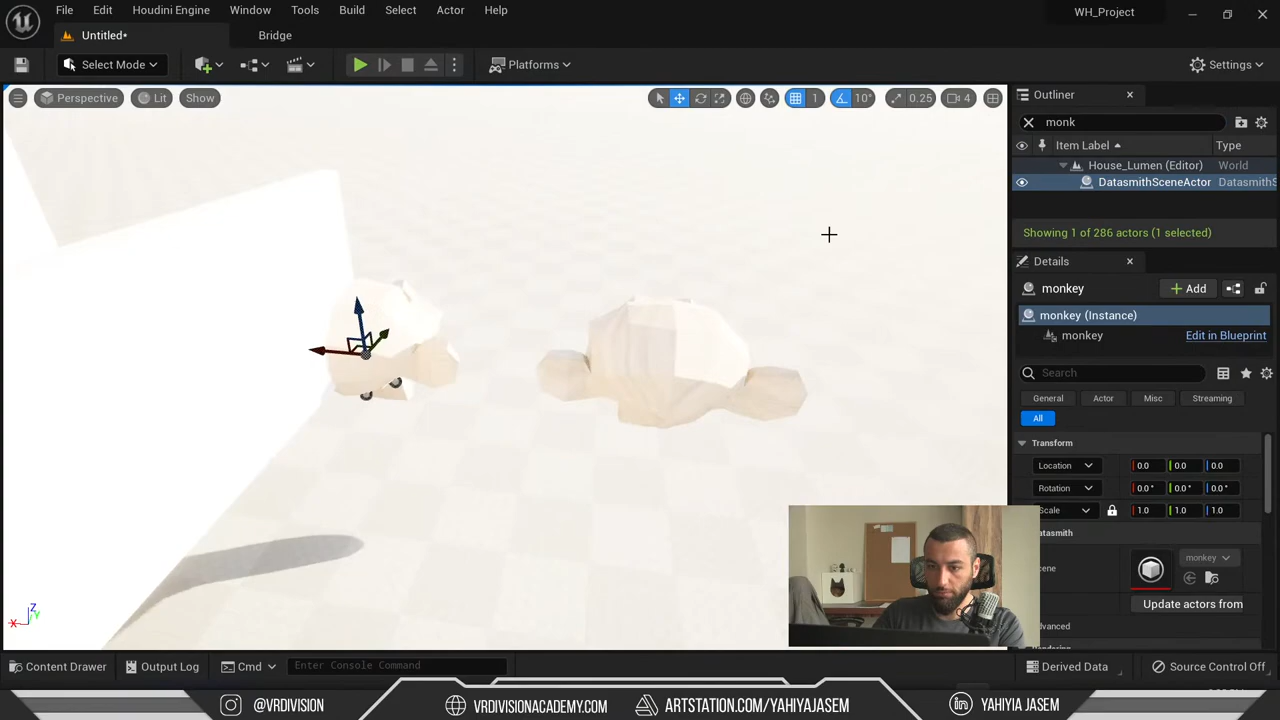 File Edit Houdini Engine Window Tools Build Select Actor Help
WH_Project
Untitled*
Bridge
Select Mode
Platforms
Settings
Perspective Lit Show
1 10° 0.25 4
Outliner
monk
Item Label Type
House_Lumen (Editor) World
DatasmithSceneActor DatasmithS
Showing 1 of 286 actors (1 selected)
Details
monkey
Add
monkey (Instance)
monkey Edit in Blueprint
Search
General Actor Misc Streaming
All
Transform
Location 0.0 0.0 0.0
Rotation 0.0° 0.0° 0.0°
Scale 1.0 1.0 1.0
Z
X Y
monkey
Update actors from
Content Drawer Output Log Cmd Enter Console Command
Derived Data Source Control Off
@VRDIVISION VRDIVISIONACADEMY.COM ARTSTATION.COM/YAHIYAJASEM YAHIYIA JASEM